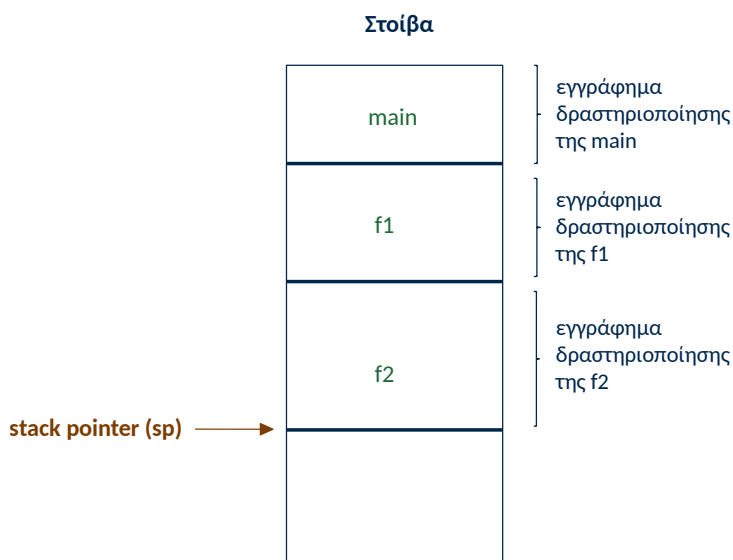 Στοίβα
main
εγγράφημα
δραστηριοποίησης
της main
f1
εγγράφημα
δραστηριοποίησης
της f1
f2
εγγράφημα
δραστηριοποίησης
της f2
stack pointer (sp)